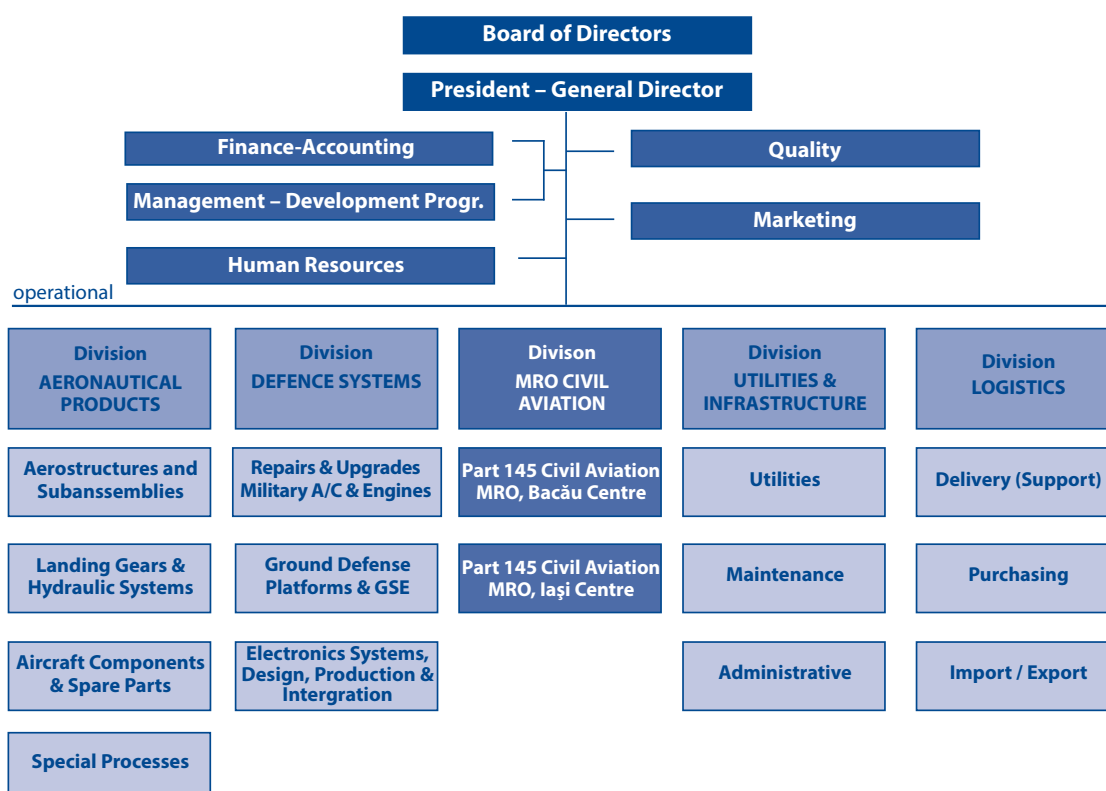 Board of Directors
President – General Director
Finance-Accounting
Quality
Management – Development Progr.
Marketing
Human Resources
operational
Division
AERONAUTICAL
PRODUCTS
Division
DEFENCE SYSTEMS
Divison
MRO CIVIL
AVIATION
Division
UTILITIES &
INFRASTRUCTURE
Division
LOGISTICS
Aerostructures and
Subanssemblies
Repairs & Upgrades
Military A/C & Engines
Part 145 Civil Aviation
MRO, Bacău Centre
Utilities
Delivery (Support)
Landing Gears &
Hydraulic Systems
Ground Defense
Platforms & GSE
Part 145 Civil Aviation
MRO, Iaşi Centre
Maintenance
Purchasing
Aircraft Components
& Spare Parts
Electronics Systems,
Design, Production &
Intergration
Administrative
Import / Export
Special Processes